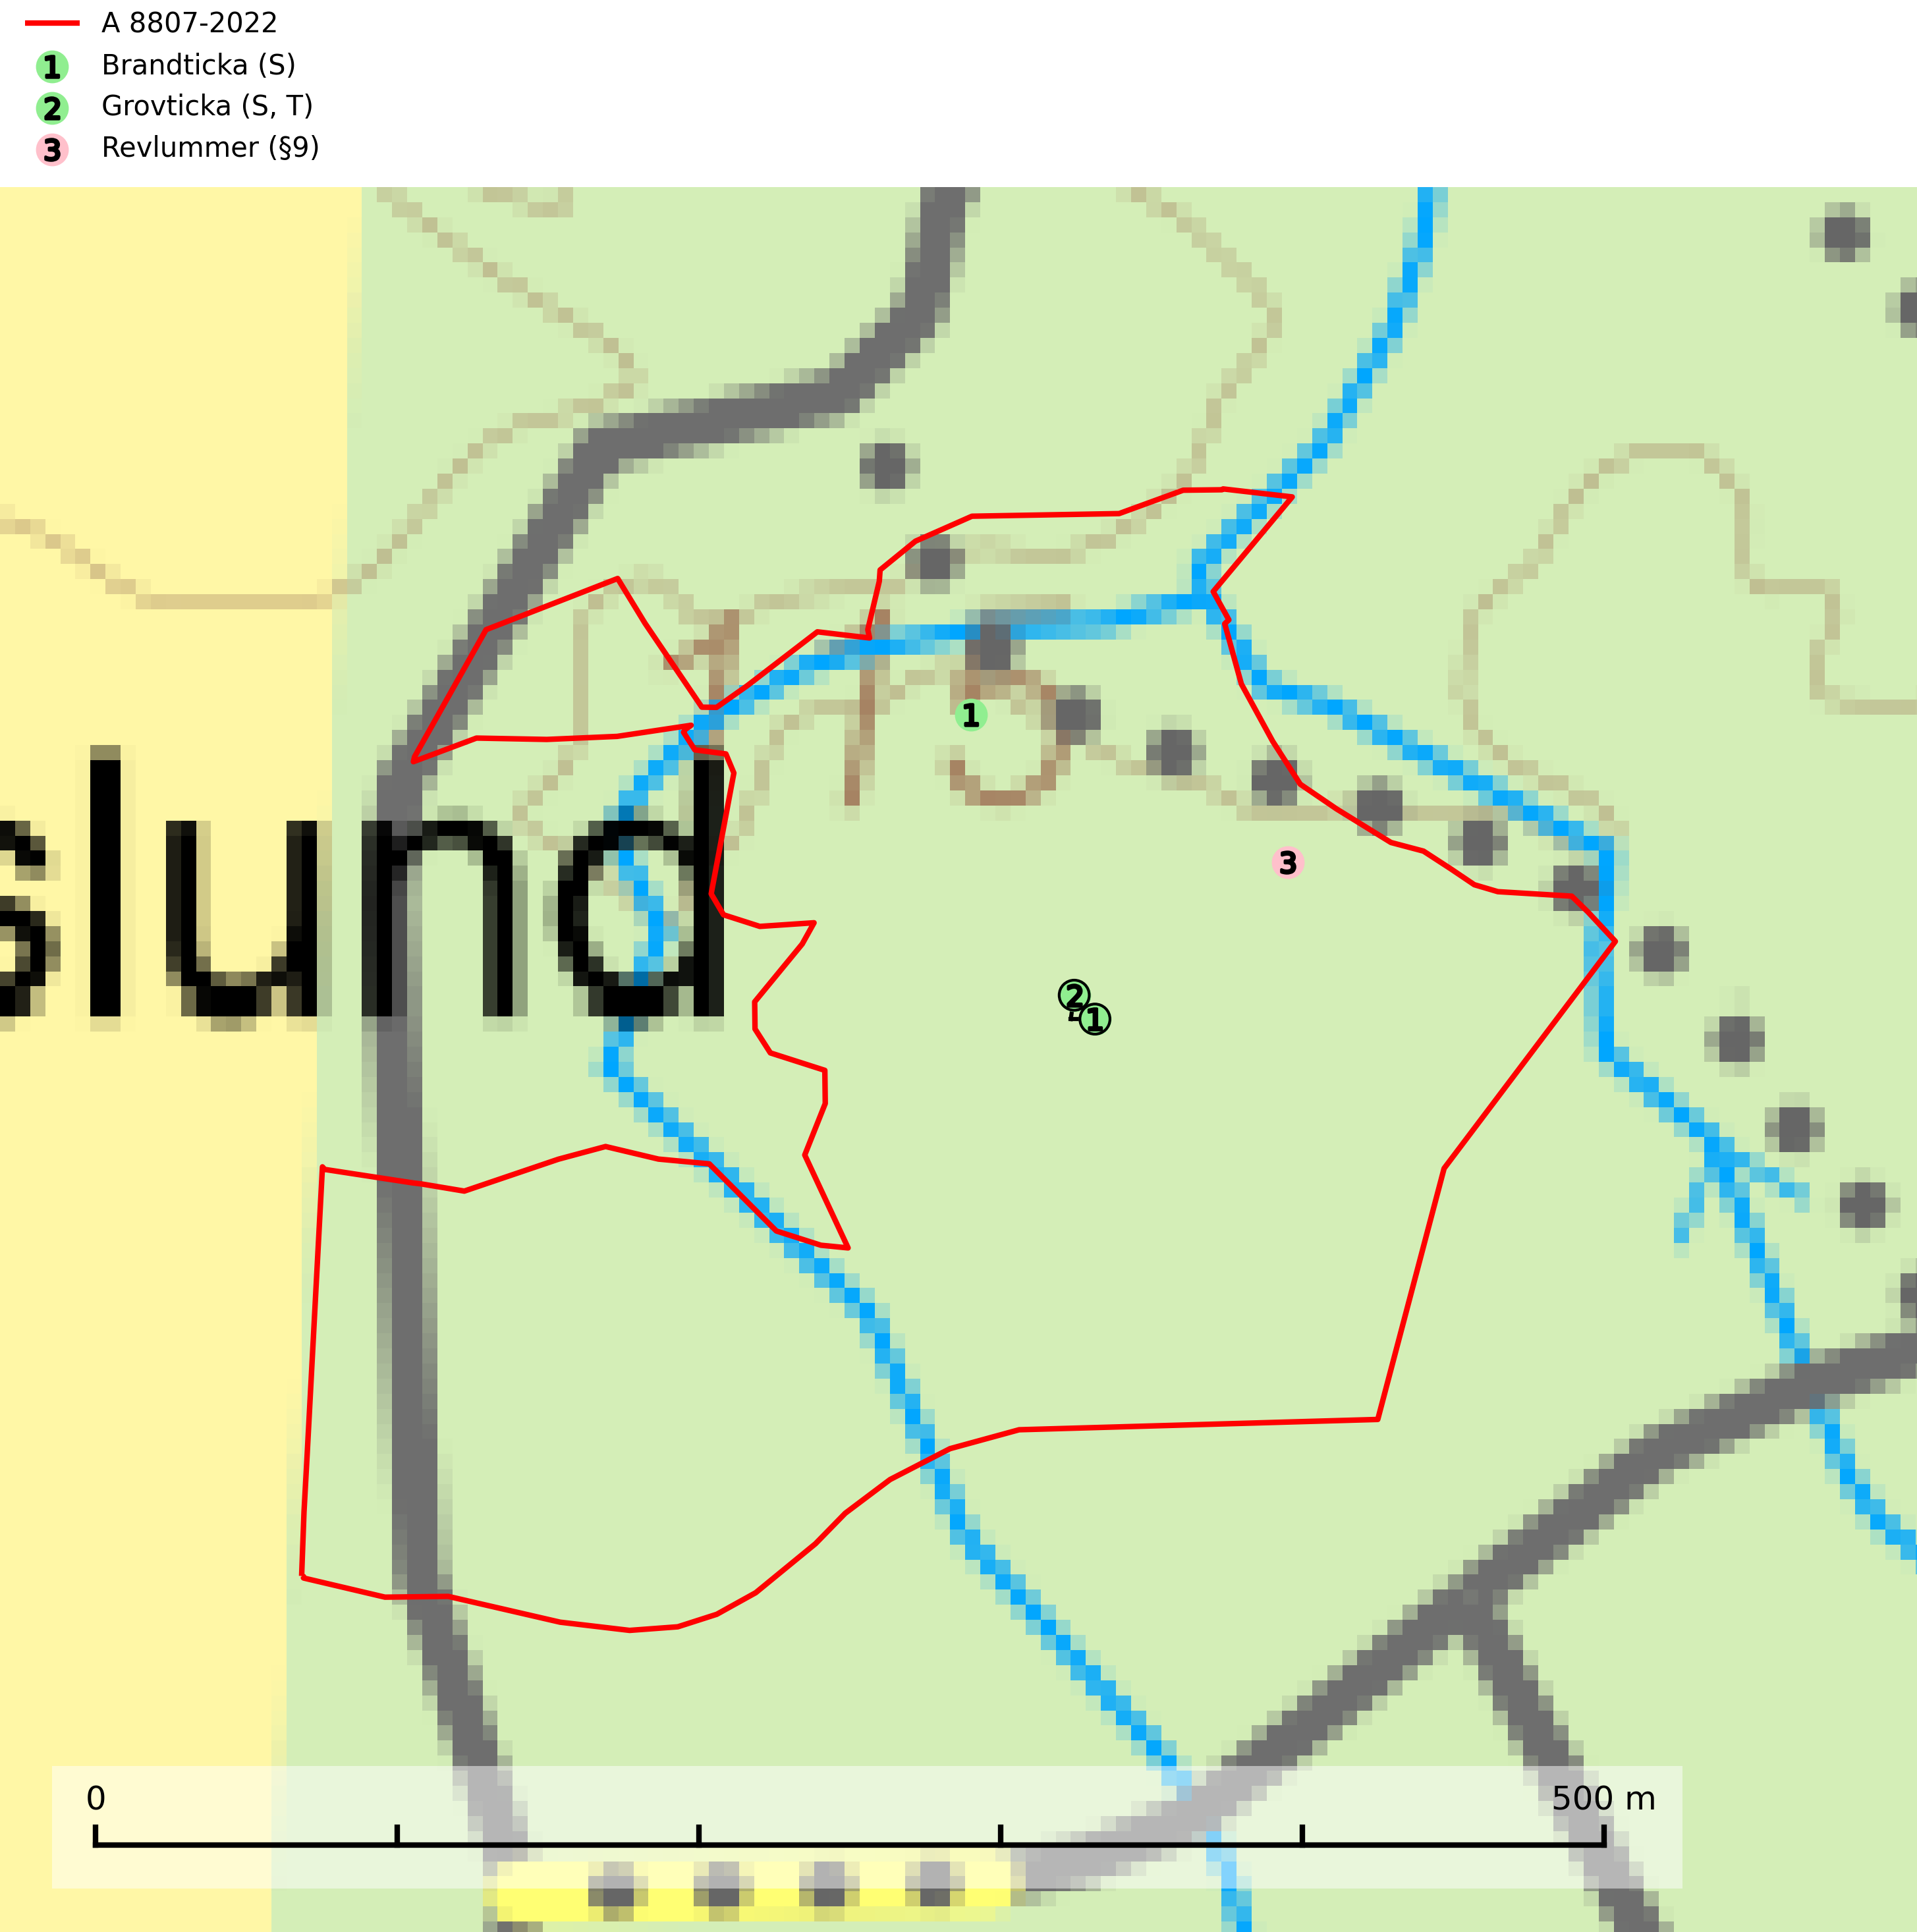 A 8807-2022
1 Brandticka (S)
2 Grovticka (S, T)
3 Revlummer (§9)
1
3
slund
2
1
0 500 m